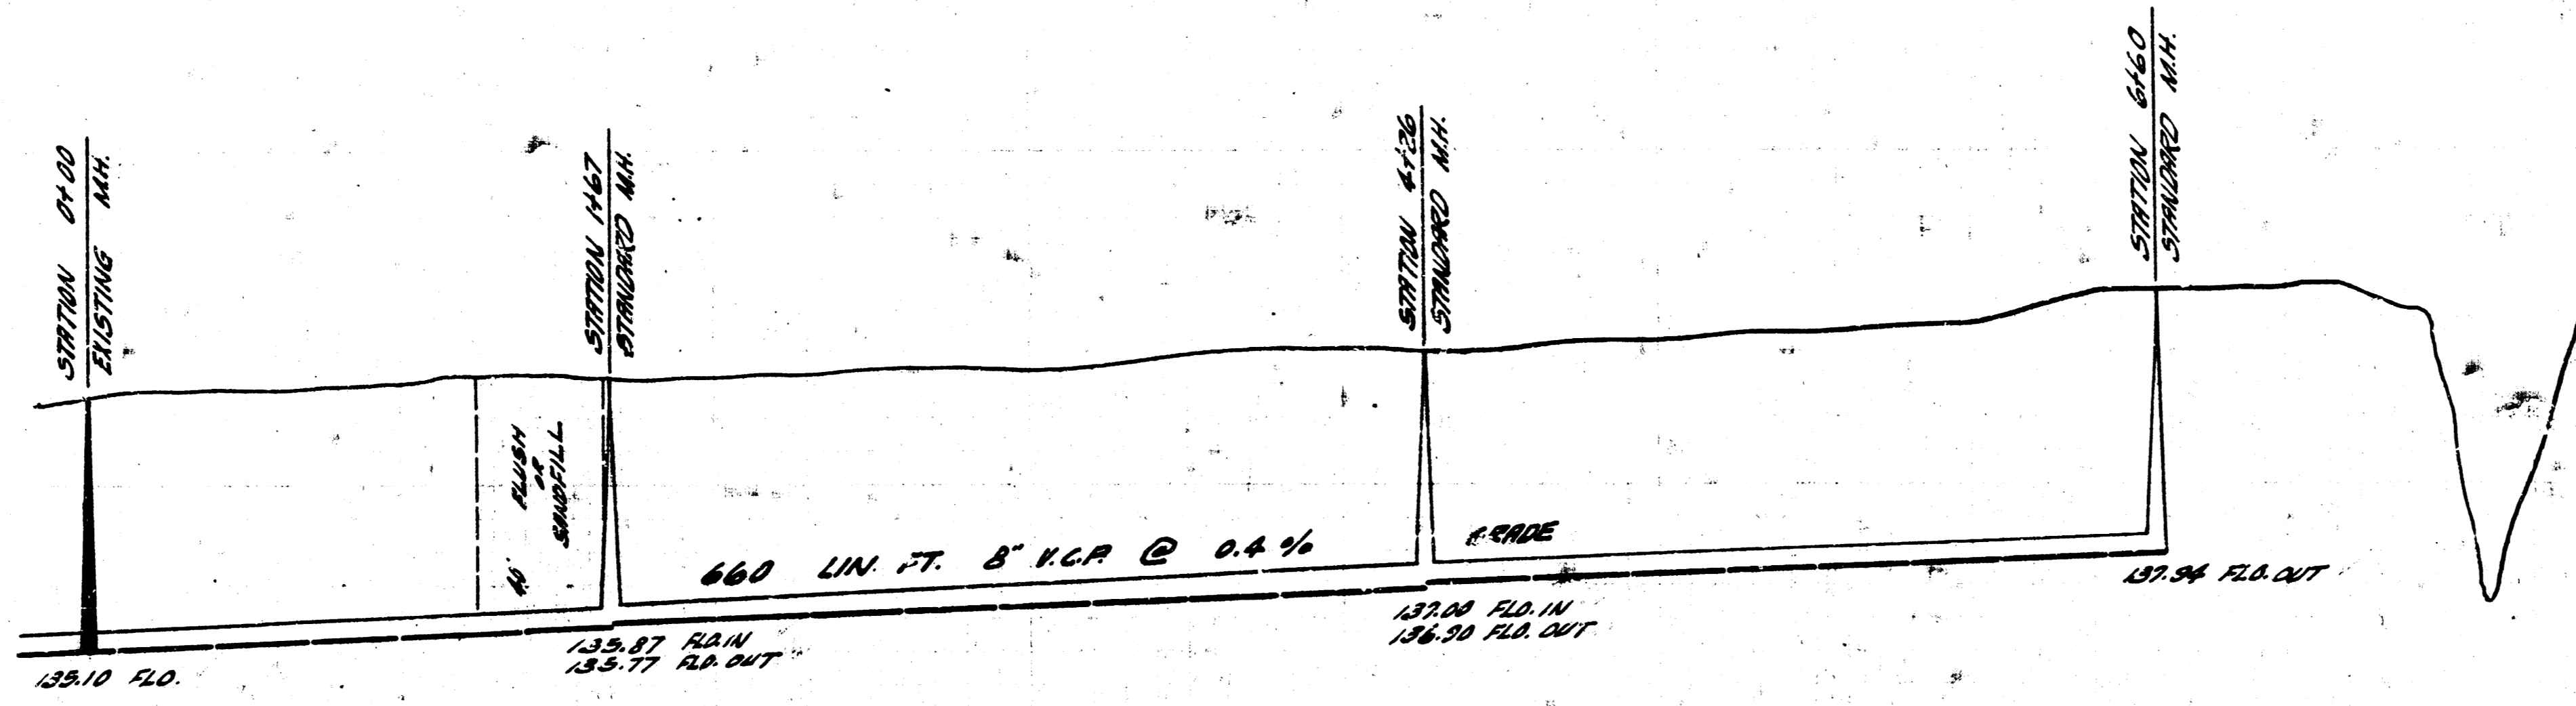 STATION 0+00
EXISTING M.H.
STATION 1+67
STANDARD M.H.
STATION 4+26
STANDARD M.H.
STATION 6+60
STANDARD M.H.
FLUSH
OR
SANDFILL
660 LIN. FT. 8" V.C.P. @ 0.4 %
GRADE
135.10 FLO.
135.87 FLO. IN
135.77 FLO. OUT
137.00 FLO. IN
136.90 FLO. OUT
137.94 FLO. OUT